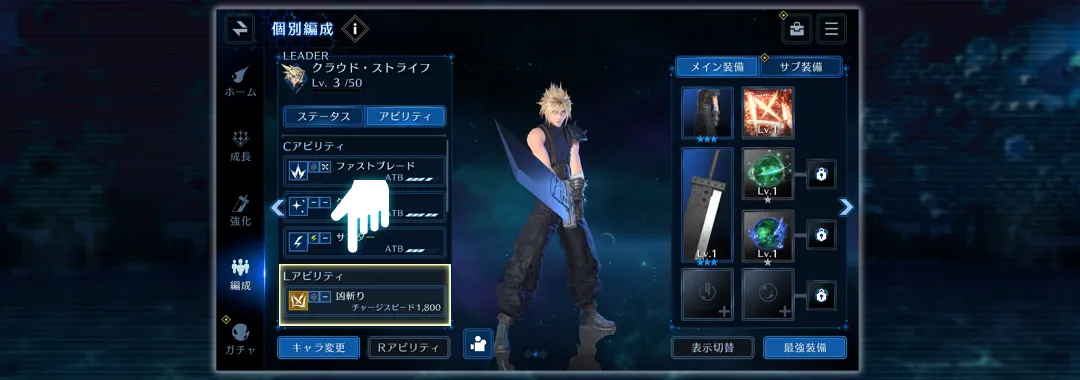 個別編成
i
LEADER
クラウド・ストライフ
Lv. 3 /50
ステータス
アビリティ
Cアビリティ
ファストブレード
ATB
ATB
ATB
Lアビリティ
凶斬り
チャージスピード 1,800
キャラ変更
Rアビリティ
ホーム
成長
強化
編成
ガチャ
メイン装備
サブ装備
Lv.1
Lv.1
Lv.1
Lv.1
表示切替
最強装備